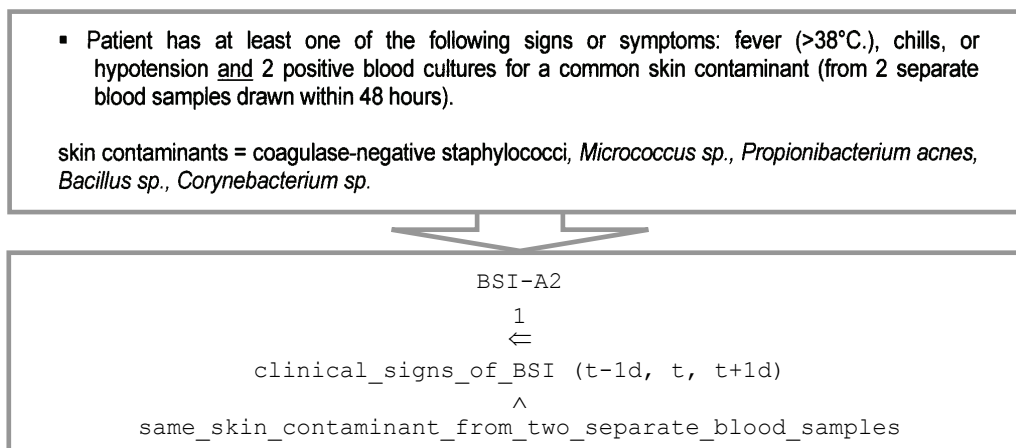 ▪ Patient has at least one of the following signs or symptoms: fever (>38°C.), chills, or
hypotension and 2 positive blood cultures for a common skin contaminant (from 2 separate
blood samples drawn within 48 hours).
skin contaminants = coagulase-negative staphylococci, Micrococcus sp., Propionibacterium acnes,
Bacillus sp., Corynebacterium sp.
BSI-A2
1
⇐
clinical_signs_of_BSI (t-1d, t, t+1d)
^
same_skin_contaminant_from_two_separate_blood_samples